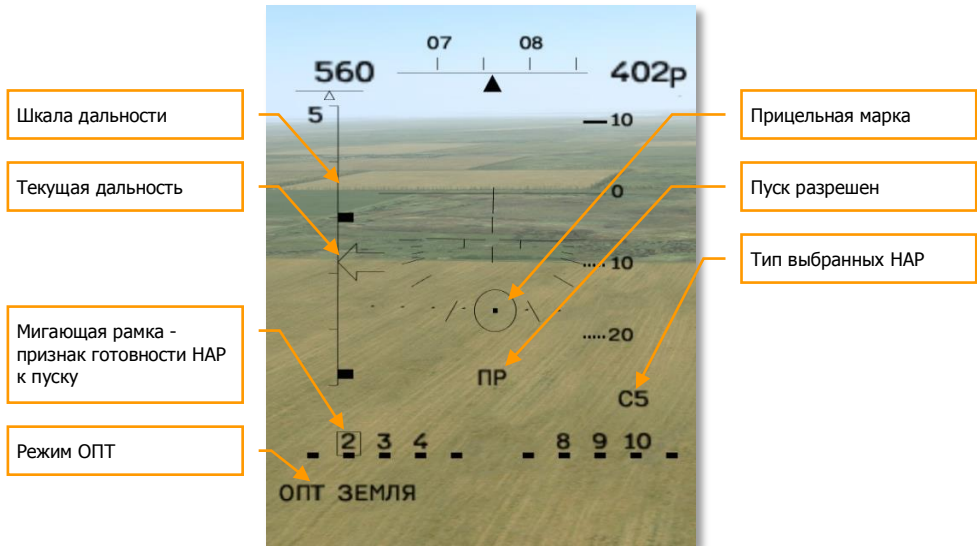 07 08
560
402р
5
10
0
10
20
ПР
С5
2 3 4 8 9 10
ОПТ ЗЕМЛЯ
Шкала дальности
Текущая дальность
Мигающая рамка -
признак готовности НАР
к пуску
Режим ОПТ
Прицельная марка
Пуск разрешен
Тип выбранных НАР